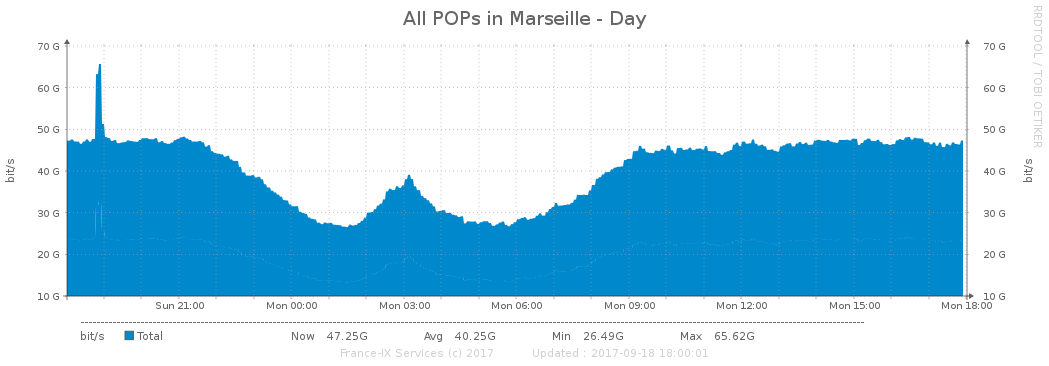 All POPs in Marseille - Day
RRDTOOL / TOBI OETIKER
70 G 70 G
60 G 60 G
50 G 50 G
40 G 40 G
30 G 30 G
20 G 20 G
10 G 10 G
bit/s
bit/s
Sun 21:00 Mon 00:00 Mon 03:00 Mon 06:00 Mon 09:00 Mon 12:00 Mon 15:00 Mon 18:00
bit/s Total Now 47.25G Avg 40.25G Min 26.49G Max 65.62G
France-IX Services (c) 2017 Updated : 2017-09-18 18:00:01